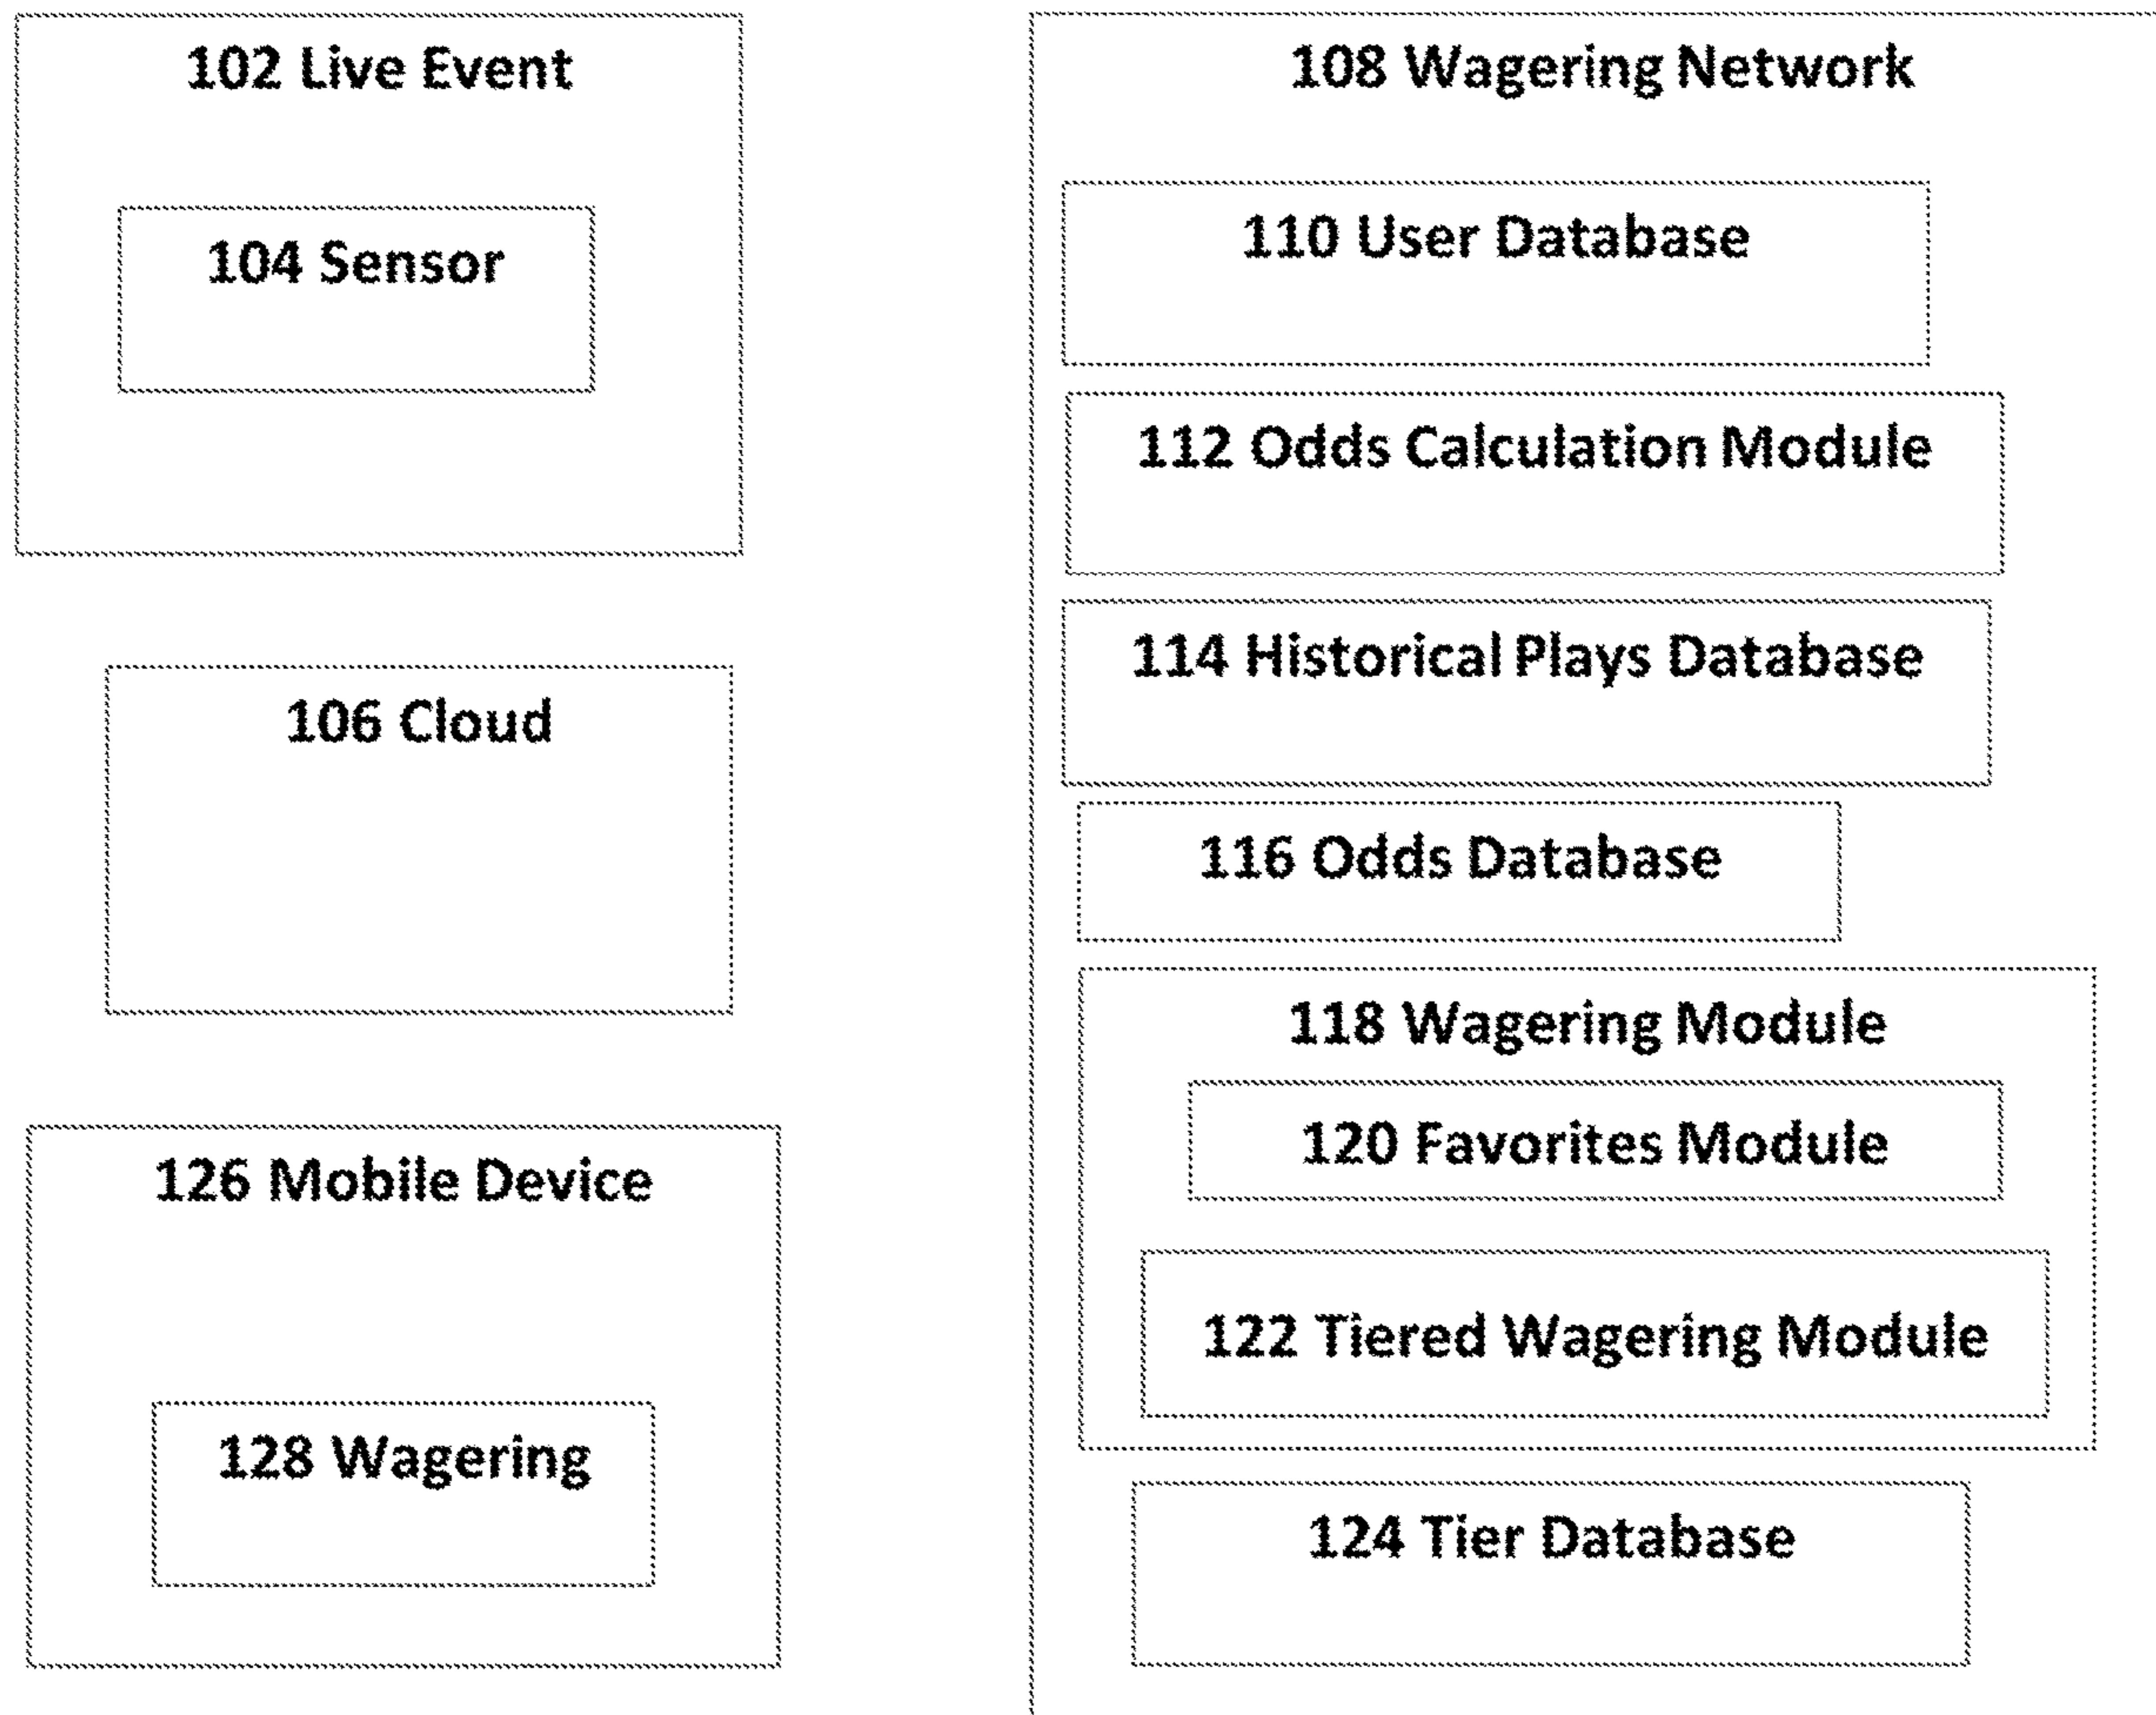 102 Live Event
104 Sensor
106 Cloud
126 Mobile Device
128 Wagering
108 Wagering Network
110 User Database
112 Odds Calculation Module
114 Historical Plays Database
116 Odds Database
118 Wagering Module
120 Favorites Module
122 Tiered Wagering Module
124 Tier Database